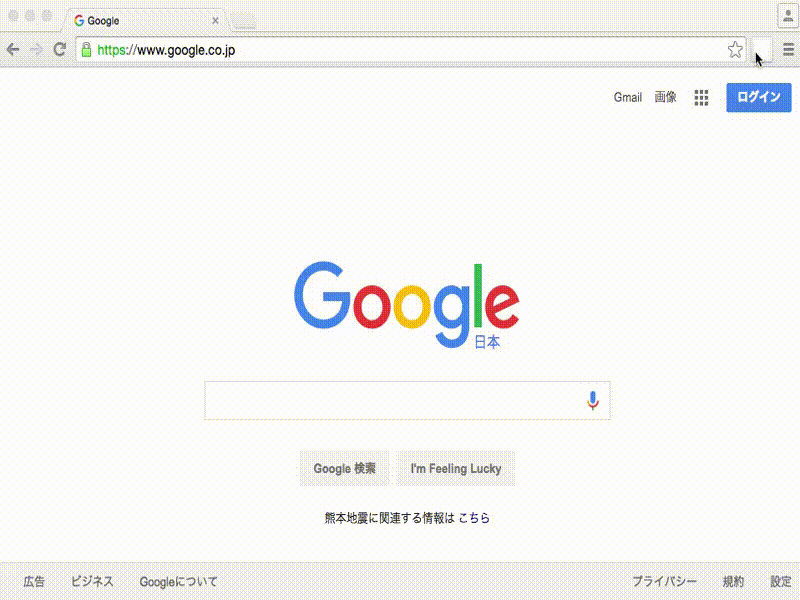 Google
https://www.google.co.jp
Gmail 画像 ログイン
Google
日本
Google 検索 I'm Feeling Lucky
熊本地震に関連する情報は こちら
広告 ビジネス Googleについて プライバシー 規約 設定